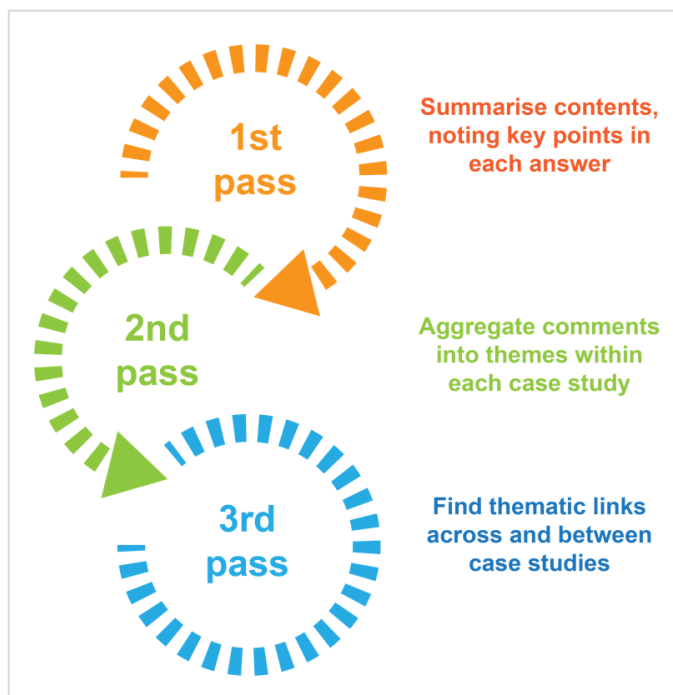 1st
pass
Summarise contents,
noting key points in
each answer
2nd
pass
Aggregate comments
into themes within
each case study
3rd
pass
Find thematic links
across and between
case studies